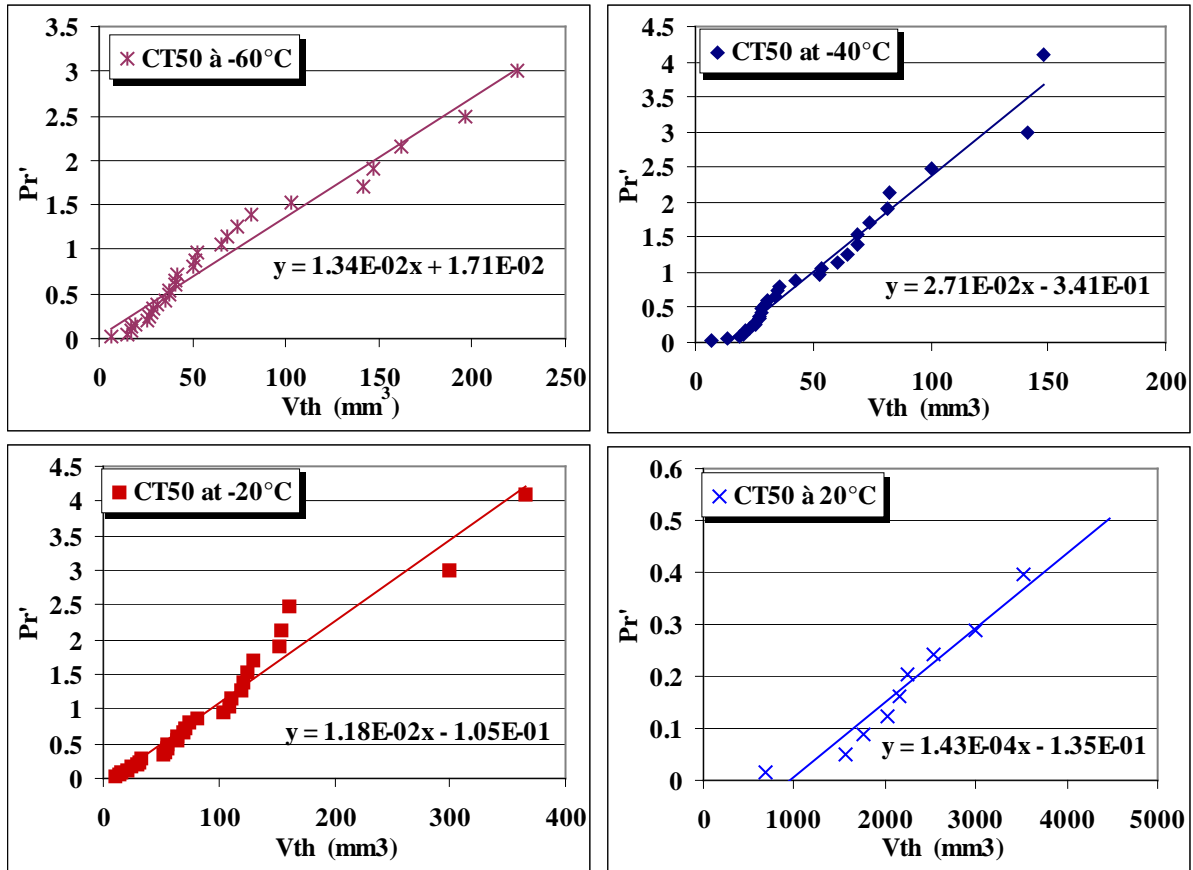 CT50 à -60°C
3.5
3
2.5
2
1.5
1
0.5
0
Pr'
y = 1.34E-02x + 1.71E-02
0 50 100 150 200 250
Vth (mm³)
CT50 at -40°C
4.5
4
3.5
3
2.5
2
1.5
1
0.5
0
Pr'
y = 2.71E-02x - 3.41E-01
0 50 100 150 200
Vth (mm3)
CT50 at -20°C
4.5
4
3.5
3
2.5
2
1.5
1
0.5
0
Pr'
y = 1.18E-02x - 1.05E-01
0 100 200 300 400
Vth (mm3)
CT50 à 20°C
0.6
0.5
0.4
0.3
0.2
0.1
0
Pr'
y = 1.43E-04x - 1.35E-01
0 1000 2000 3000 4000 5000
Vth (mm3)